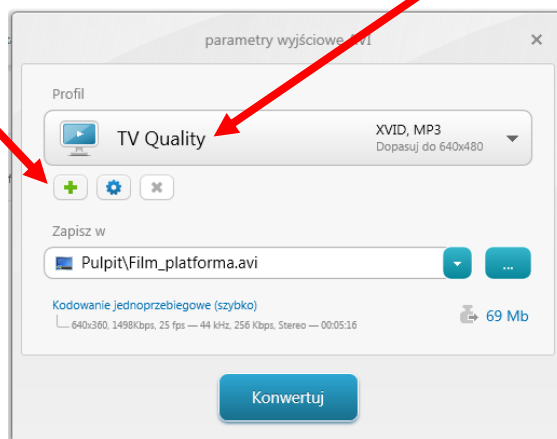 parametry wyjściowe AVI
Profil
TV Quality
XVID, MP3
Dopasuj do 640x480
Zapisz w
Pulpit\Film_platforma.avi
...
Kodowanie jednoprzebiegowe (szybko)
640x360, 1498Kbps, 25 fps — 44 kHz, 256 Kbps, Stereo — 00:05:16
69 Mb
Konwertuj